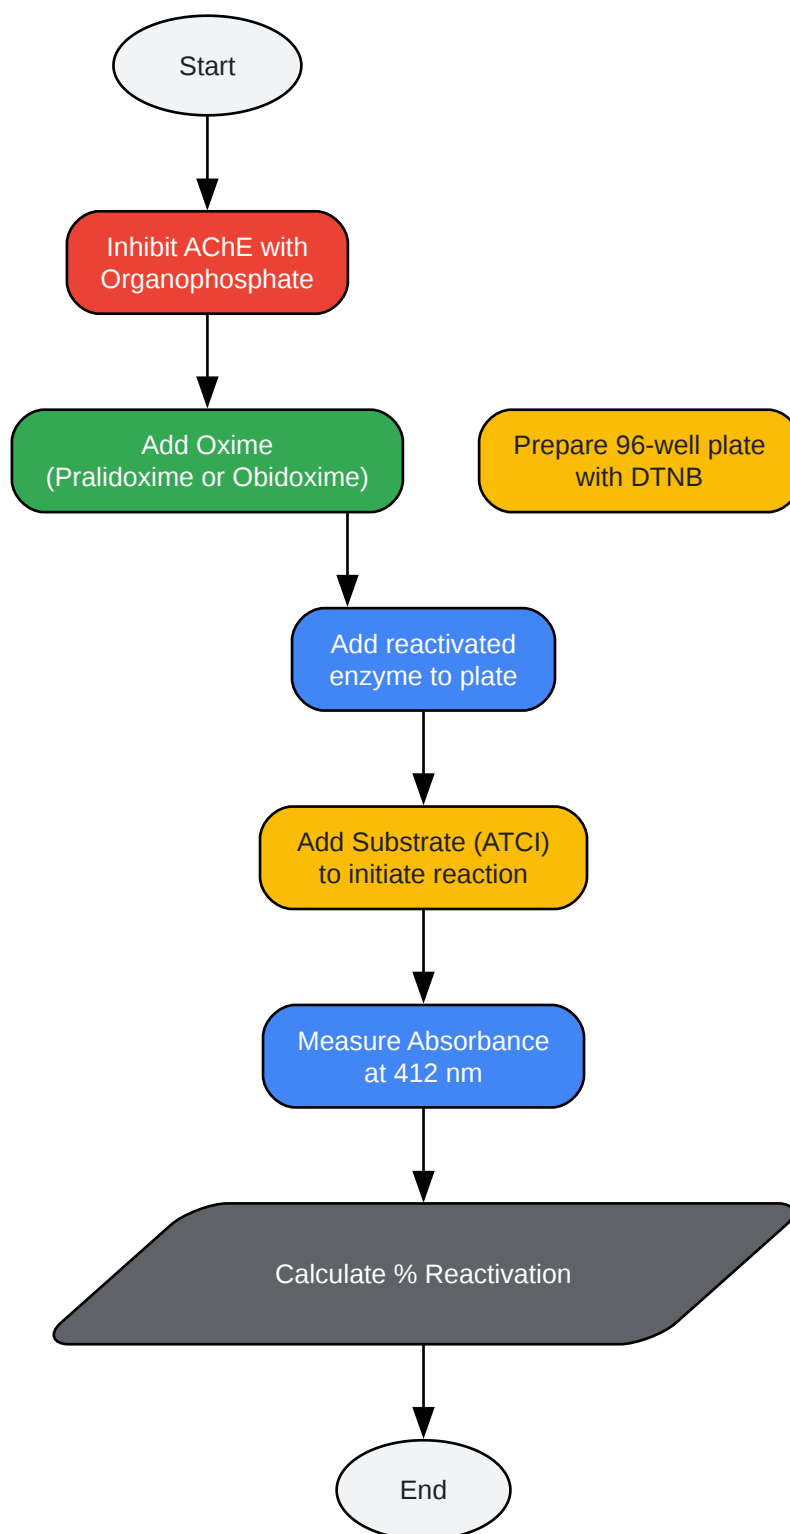 Start
Inhibit AChE with
Organophosphate
Add Oxime
(Pralidoxime or Obidoxime)
Prepare 96-well plate
with DTNB
Add reactivated
enzyme to plate
Add Substrate (ATCI)
to initiate reaction
Measure Absorbance
at 412 nm
Calculate % Reactivation
End